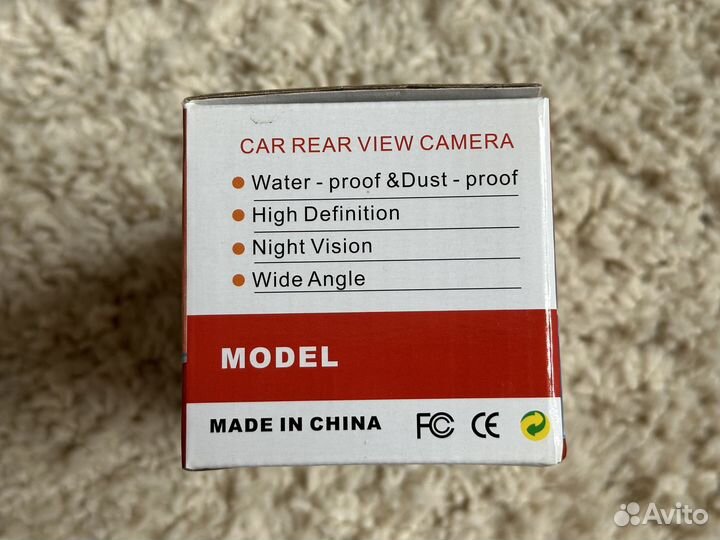 CAR REAR VIEW CAMERA
Water - proof &Dust - proof
High Definition
Night Vision
Wide Angle
MODEL
MADE IN CHINA FC CE
Avito